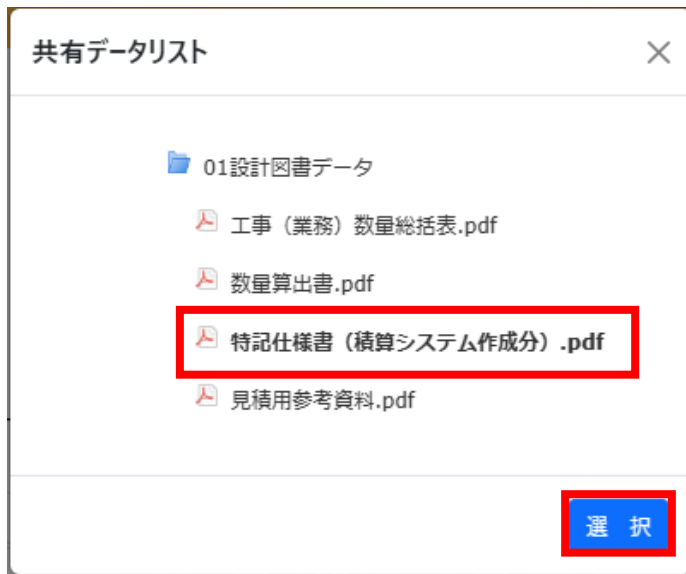 共有データリスト
01設計図書データ
工事（業務）数量総括表.pdf
数量算出書.pdf
特記仕様書（積算システム作成分）.pdf
見積用参考資料.pdf
選 択